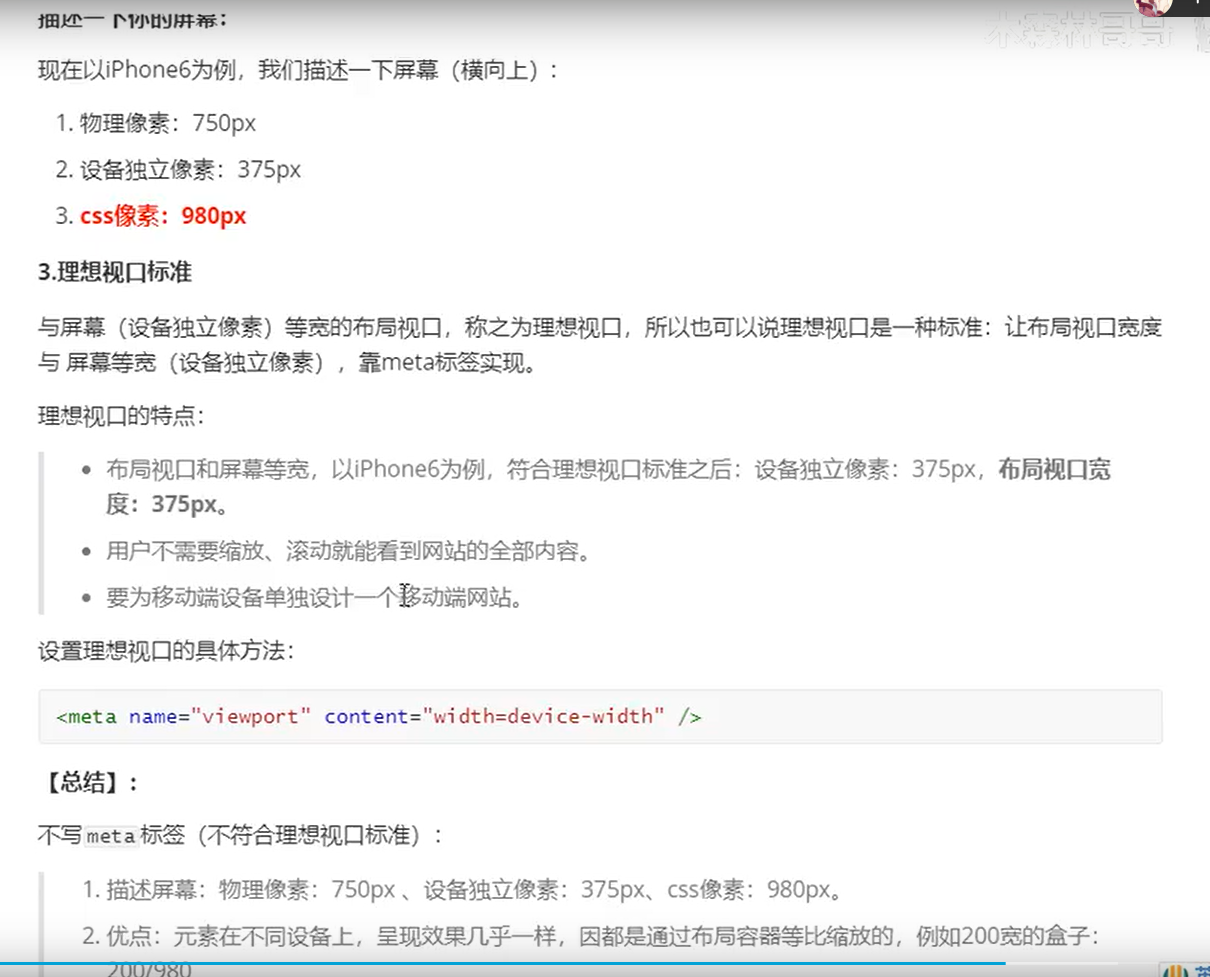 描述一下你的屏幕：
木森林哥哥
现在以iPhone6为例，我们描述一下屏幕（横向上）：
1. 物理像素：750px
2. 设备独立像素：375px
3. css像素：980px
3.理想视口标准
与屏幕（设备独立像素）等宽的布局视口，称之为理想视口，所以也可以说理想视口是一种标准：让布局视口宽度
与 屏幕等宽（设备独立像素），靠meta标签实现。
理想视口的特点：
• 布局视口和屏幕等宽，以iPhone6为例，符合理想视口标准之后：设备独立像素：375px，布局视口宽
度：375px。
• 用户不需要缩放、滚动就能看到网站的全部内容。
• 要为移动端设备单独设计一个移动端网站。
设置理想视口的具体方法：
<meta name="viewport" content="width=device-width" />
【总结】：
不写meta标签（不符合理想视口标准）：
1. 描述屏幕：物理像素：750px 、设备独立像素：375px、css像素：980px。
2. 优点：元素在不同设备上，呈现效果几乎一样，因都是通过布局容器等比缩放的，例如200宽的盒子：
200/980